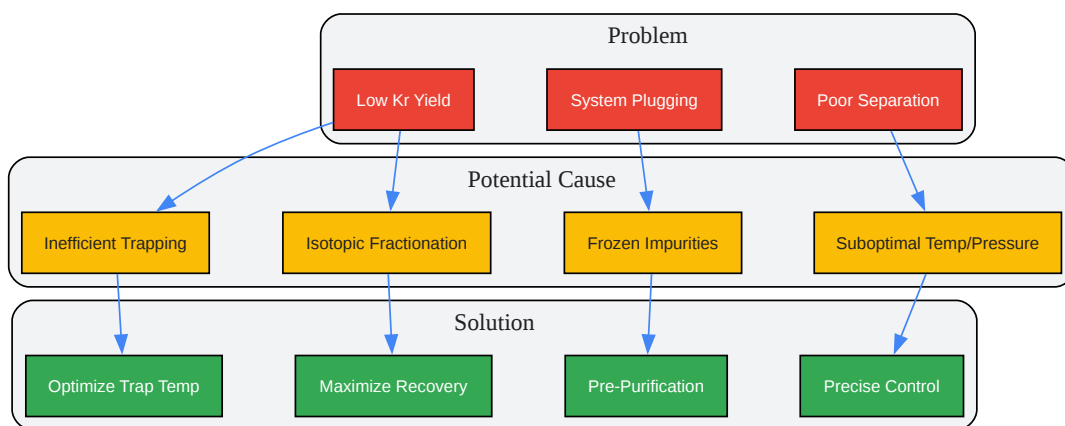 Problem
Low Kr Yield
System Plugging
Poor Separation
Potential Cause
Inefficient Trapping
Isotopic Fractionation
Frozen Impurities
Suboptimal Temp/Pressure
Solution
Optimize Trap Temp
Maximize Recovery
Pre-Purification
Precise Control